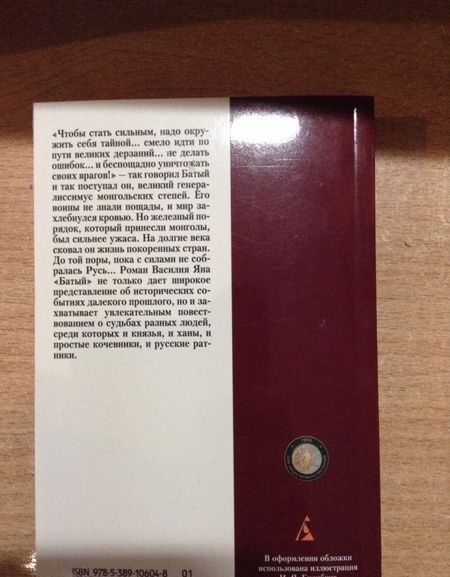 «Чтобы стать сильным, надо окру-
жить себя тайной... смело идти по
пути великих дерзаний... не делать
ошибок... и беспощадно уничтожать
своих врагов!» — так говорил Батый
и так поступал он, великий генера-
лиссимус монгольских степей. Его
воины не знали пощады, и мир за-
хлебнулся кровью. Но железный по-
рядок, который принесли монголы,
был сильнее ужаса. На долгие века
сковал он жизнь покоренных стран.
До той поры, пока с силами не соб-
ралась Русь... Роман Василия Яна
«Батый» не только дает широкое
представление об исторических со-
бытиях далекого прошлого, но и за-
хватывает увлекательным повест-
вованием о судьбах разных людей,
среди которых и князья, и ханы, и
простые кочевники, и русские рат-
ники.
В оформлении обложки
использована иллюстрация
ISBN 978-5-389-10604-8 01